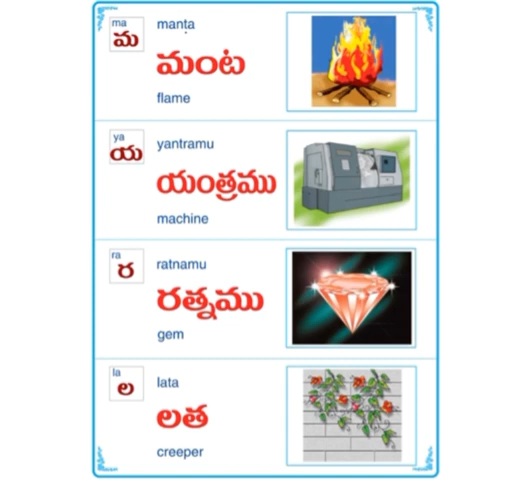 ma
మ
manṭa
మంట
flame
ya
య
yantramu
యంత్రము
machine
ra
ర
ratnamu
రత్నము
gem
la
ల
lata
లత
creeper